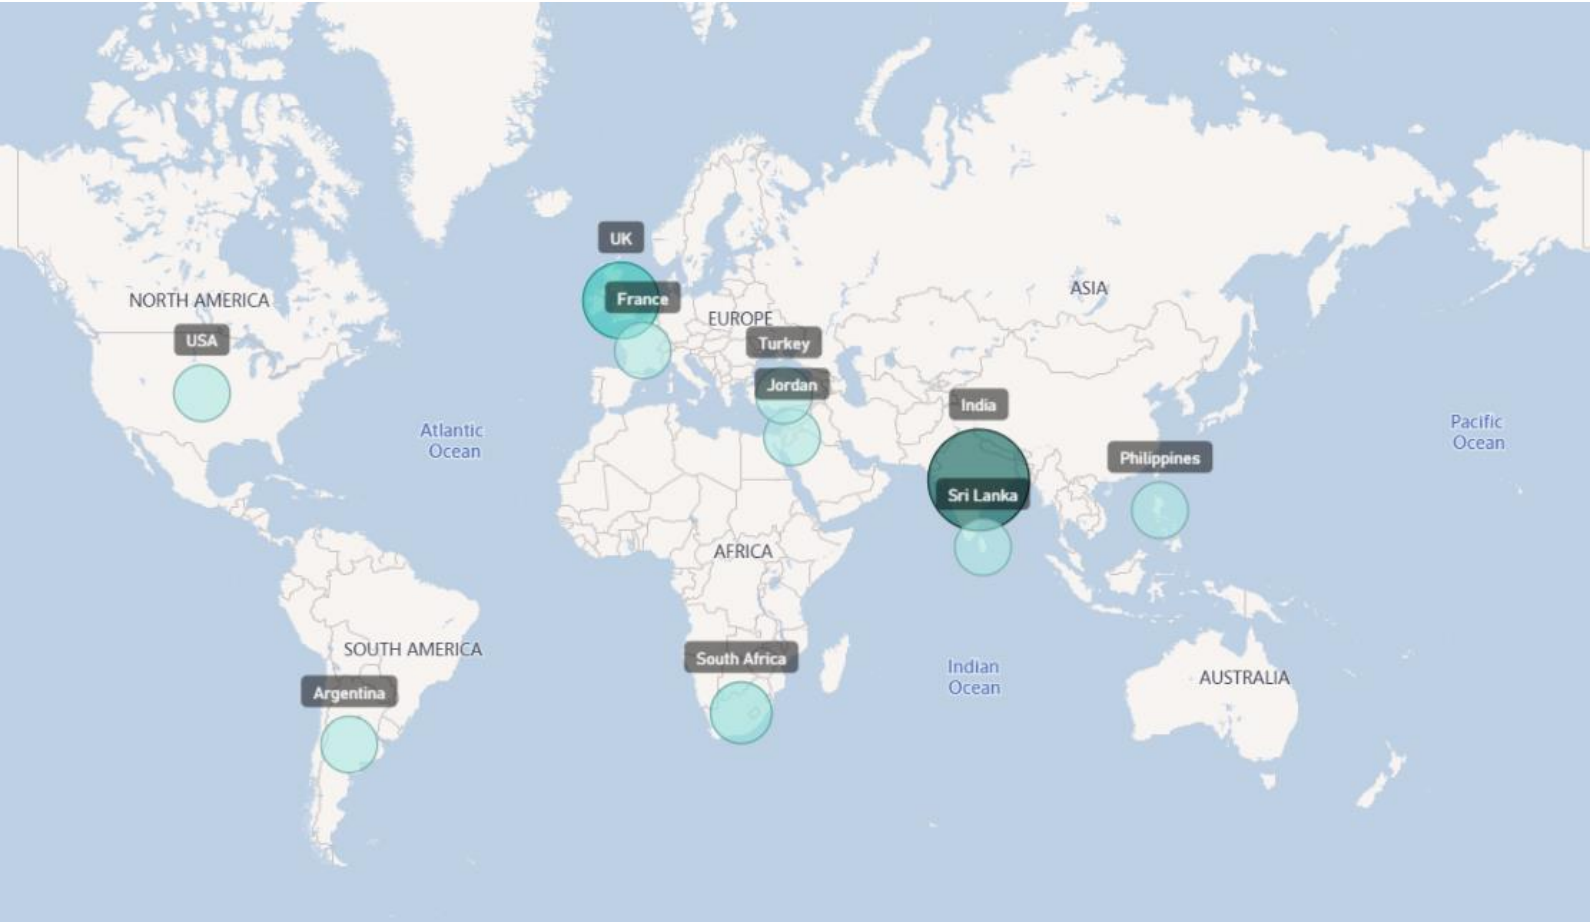 UK
France
NORTH AMERICA
ASIA
EUROPE
USA
Turkey
Jordan
India
Atlantic
Ocean
Pacific
Ocean
Philippines
Sri Lanka
AFRICA
SOUTH AMERICA
South Africa
Indian
Ocean
AUSTRALIA
Argentina